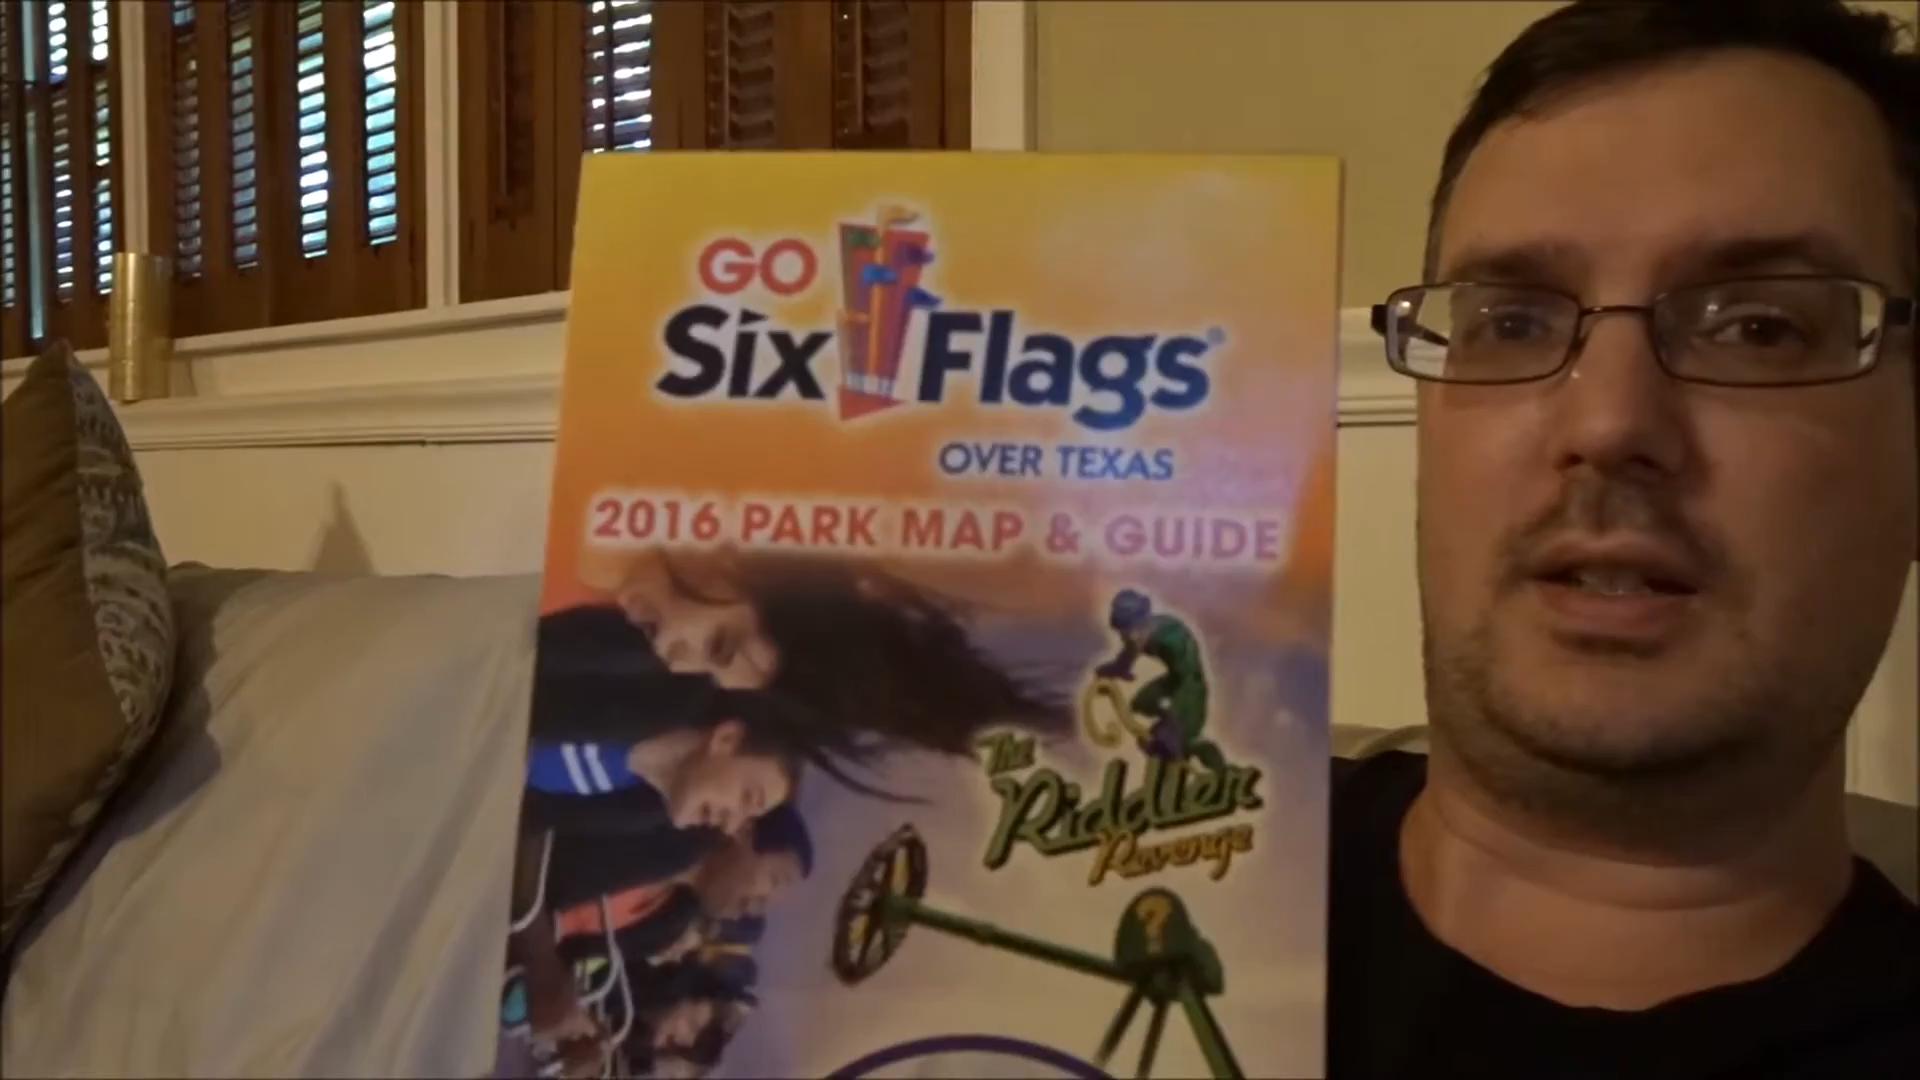 GO
Six Flags®
OVER TEXAS
2016 PARK MAP & GUIDE
The
Riddler
Revenge
?